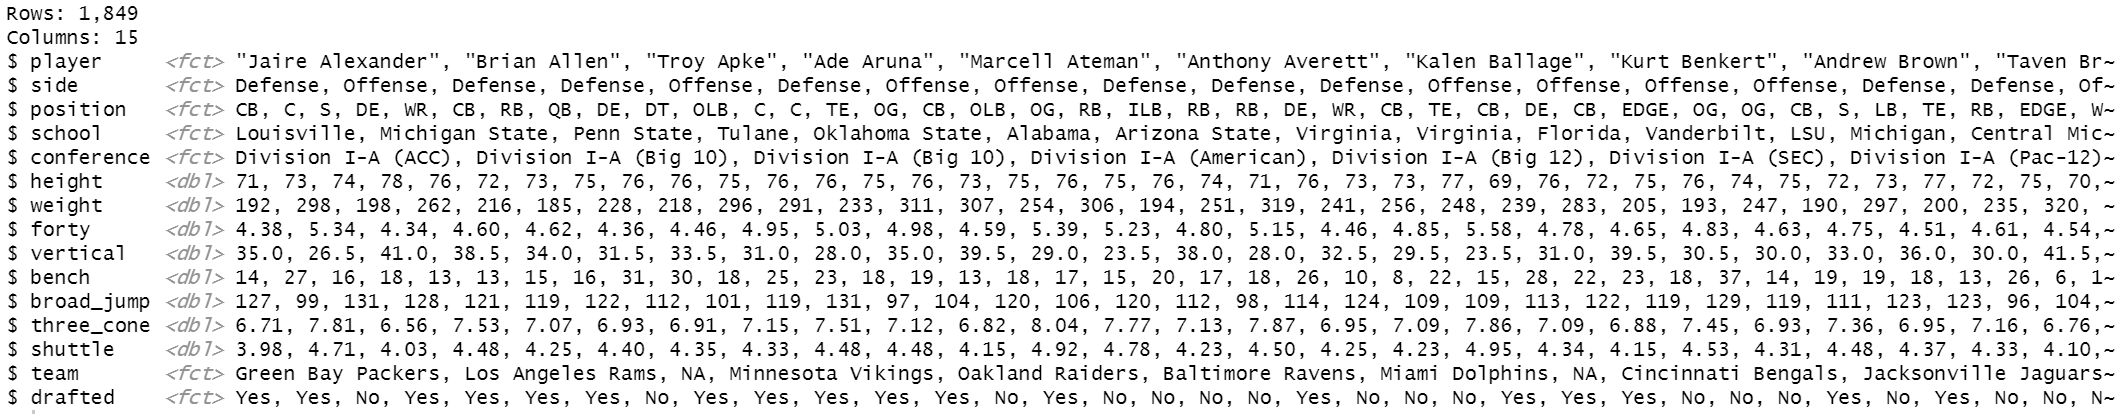 Rows: 1,849
Columns: 15
$ player     <fct> "Jaire Alexander", "Brian Allen", "Troy Apke", "Ade Aruna", "Marcell Ateman", "Anthony Averett", "Kalen Ballage", "Kurt Benkert", "Andrew Brown", "Taven Br~
$ side       <fct> Defense, Offense, Defense, Defense, Offense, Defense, Offense, Offense, Defense, Defense, Defense, Offense, Offense, Offense, Offense, Defense, Defense, Of~
$ position   <fct> CB, C, S, DE, WR, CB, RB, QB, DE, DT, OLB, C, C, TE, OG, CB, OLB, OG, RB, ILB, RB, RB, DE, WR, CB, TE, CB, DE, CB, EDGE, OG, OG, CB, S, LB, TE, RB, EDGE, W~
$ school     <fct> Louisville, Michigan State, Penn State, Tulane, Oklahoma State, Alabama, Arizona State, Virginia, Virginia, Florida, Vanderbilt, LSU, Michigan, Central Mic~
$ conference <fct> Division I-A (ACC), Division I-A (Big 10), Division I-A (Big 10), Division I-A (American), Division I-A (Big 12), Division I-A (SEC), Division I-A (Pac-12)~
$ height     <dbl> 71, 73, 74, 78, 76, 72, 73, 75, 76, 76, 75, 76, 76, 75, 76, 73, 75, 76, 75, 76, 74, 71, 76, 73, 73, 77, 69, 76, 72, 75, 76, 74, 75, 72, 73, 77, 72, 75, 70,~
$ weight     <dbl> 192, 298, 198, 262, 216, 185, 228, 218, 296, 291, 233, 311, 307, 254, 306, 194, 251, 319, 241, 256, 248, 239, 283, 205, 193, 247, 190, 297, 200, 235, 320, ~
$ forty      <dbl> 4.38, 5.34, 4.34, 4.60, 4.62, 4.36, 4.46, 4.95, 5.03, 4.98, 4.59, 5.39, 5.23, 4.80, 5.15, 4.46, 4.85, 5.58, 4.78, 4.65, 4.83, 4.63, 4.75, 4.51, 4.61, 4.54,~
$ vertical   <dbl> 35.0, 26.5, 41.0, 38.5, 34.0, 31.5, 33.5, 31.0, 28.0, 35.0, 39.5, 29.0, 23.5, 38.0, 28.0, 32.5, 29.5, 23.5, 31.0, 39.5, 30.5, 30.0, 33.0, 36.0, 30.0, 41.5,~
$ bench      <dbl> 14, 27, 16, 18, 13, 13, 15, 16, 31, 30, 18, 25, 23, 18, 19, 13, 18, 17, 15, 20, 17, 18, 26, 10, 8, 22, 15, 28, 22, 23, 18, 37, 14, 19, 19, 18, 13, 26, 6, 1~
$ broad_jump <dbl> 127, 99, 131, 128, 121, 119, 122, 112, 101, 119, 131, 97, 104, 120, 106, 120, 112, 98, 114, 124, 109, 109, 113, 122, 119, 129, 119, 111, 123, 123, 96, 104,~
$ three_cone <dbl> 6.71, 7.81, 6.56, 7.53, 7.07, 6.93, 6.91, 7.15, 7.51, 7.12, 6.82, 8.04, 7.77, 7.13, 7.87, 6.95, 7.09, 7.86, 7.09, 6.88, 7.45, 6.93, 7.36, 6.95, 7.16, 6.76,~
$ shuttle    <dbl> 3.98, 4.71, 4.03, 4.48, 4.25, 4.40, 4.35, 4.33, 4.48, 4.48, 4.15, 4.92, 4.78, 4.23, 4.50, 4.25, 4.23, 4.95, 4.34, 4.15, 4.53, 4.31, 4.48, 4.37, 4.33, 4.10,~
$ team       <fct> Green Bay Packers, Los Angeles Rams, NA, Minnesota Vikings, Oakland Raiders, Baltimore Ravens, Miami Dolphins, NA, Cincinnati Bengals, Jacksonville Jaguars~
$ drafted    <fct> Yes, Yes, No, Yes, Yes, Yes, Yes, No, Yes, Yes, Yes, Yes, Yes, No, Yes, No, No, No, No, Yes, No, No, No, Yes, Yes, Yes, No, No, No, Yes, No, Yes, No, No, N~